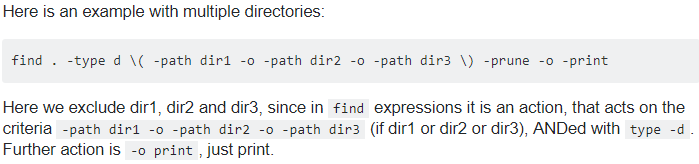 Here is an example with multiple directories:
find . -type d \( -path dir1 -o -path dir2 -o -path dir3 \) -prune -o -print
Here we exclude dir1, dir2 and dir3, since in find expressions it is an action, that acts on the
criteria -path dir1 -o -path dir2 -o -path dir3 (if dir1 or dir2 or dir3), ANDed with type -d .
Further action is -o print , just print.